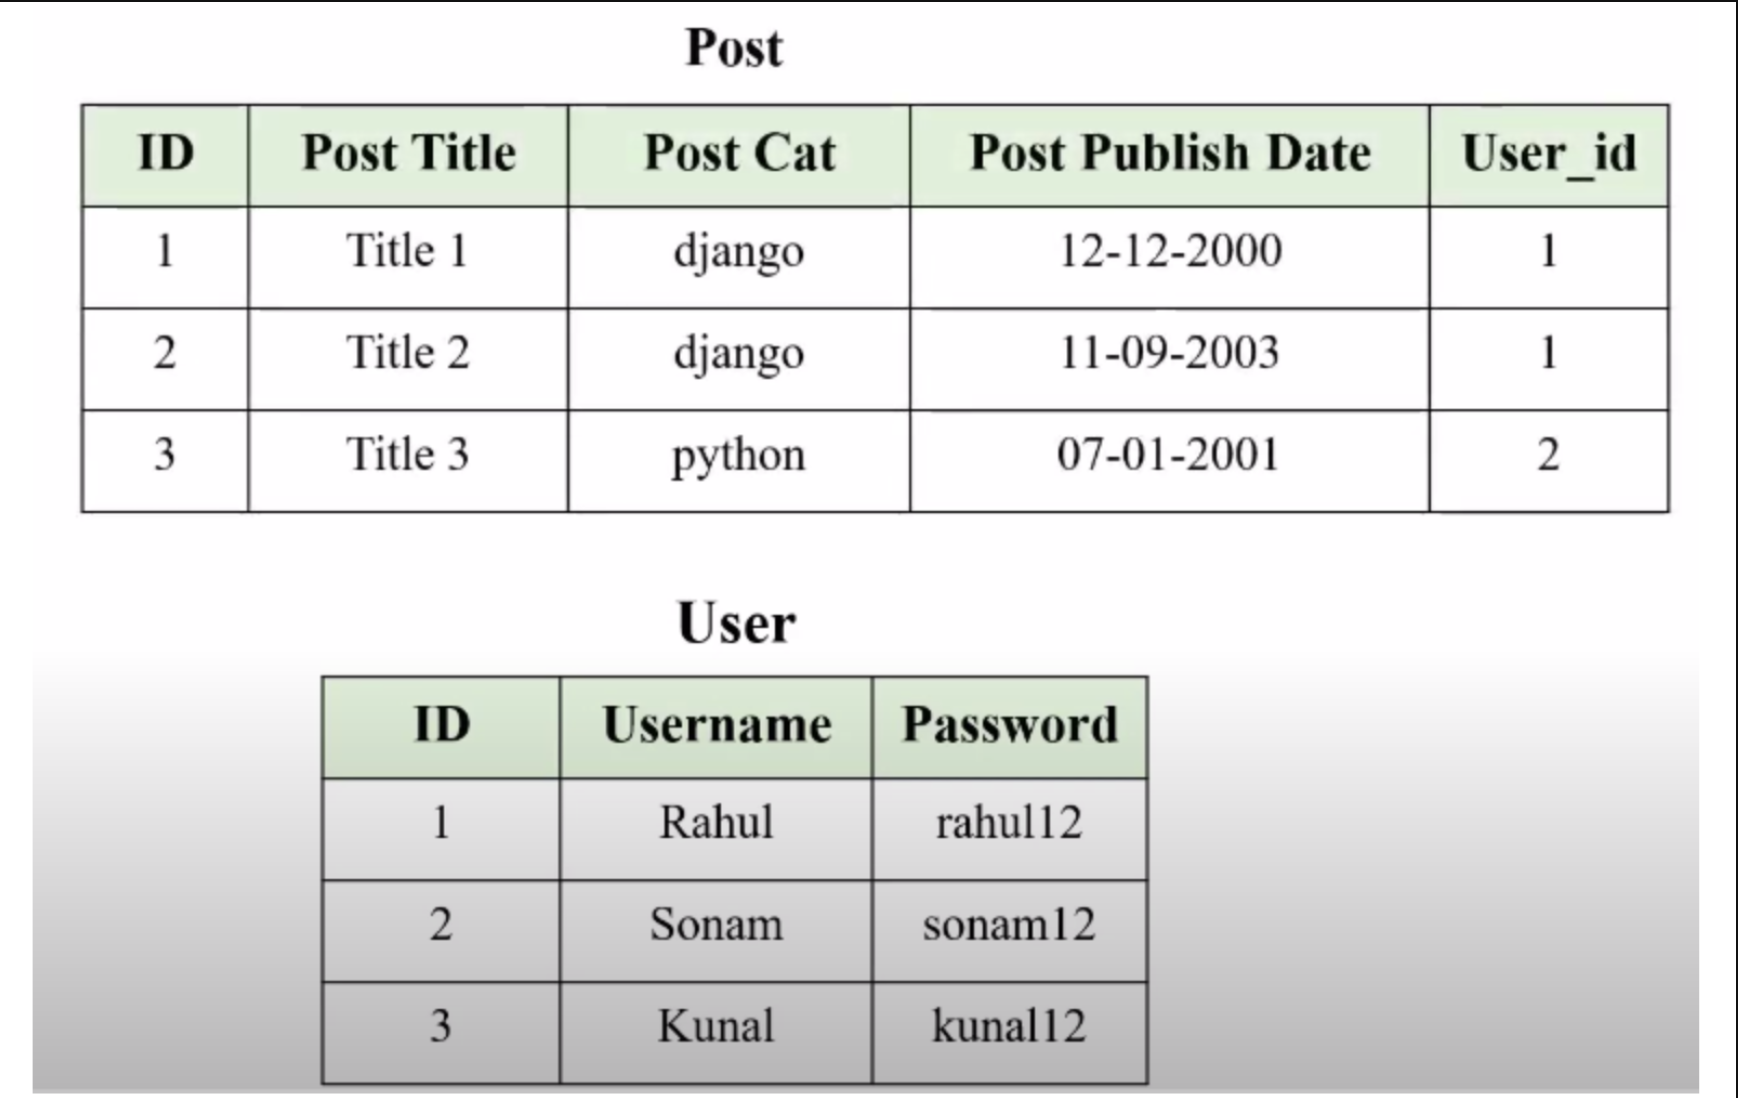 Post
ID Post Title Post Cat Post Publish Date User_id
1 Title 1 django 12-12-2000 1
2 Title 2 django 11-09-2003 1
3 Title 3 python 07-01-2001 2
User
ID Username Password
1 Rahul rahul12
2 Sonam sonam12
3 Kunal kunal12